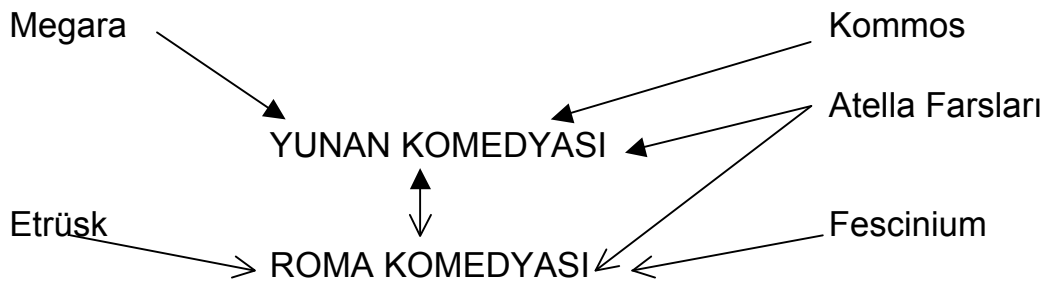 Megara
Kommos
Atella Farsları
YUNAN KOMEDYASI
Etrüsk
Fescinium
ROMA KOMEDYASI